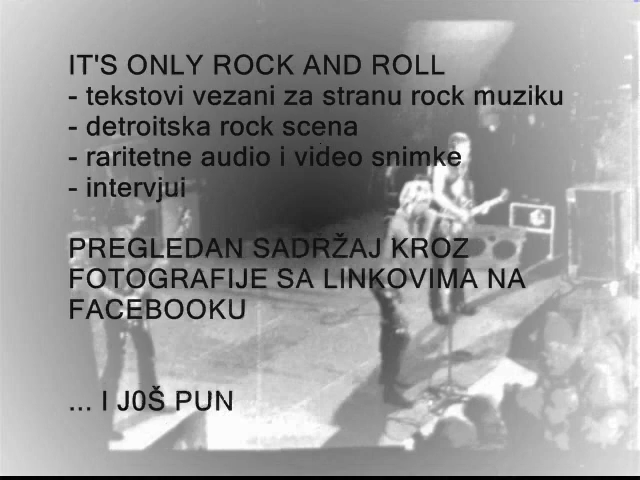 IT'S ONLY ROCK AND ROLL
- tekstovi vezani za stranu rock muziku
- detroitska rock scena
- raritetne audio i video snimke
- intervjui
PREGLEDAN SADRŽAJ KROZ
FOTOGRAFIJE SA LINKOVIMA NA
FACEBOOKU
... I J0Š PUN